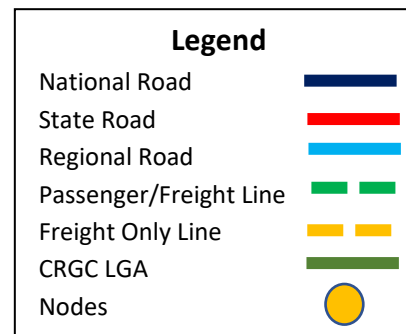 Legend
National Road
State Road
Regional Road
Passenger/Freight Line
Freight Only Line
CRGC LGA
Nodes